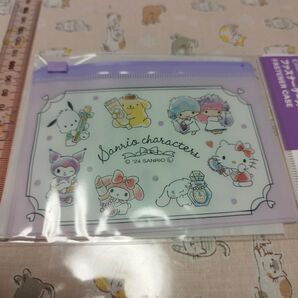 Sanrio characters
© '24 SANRIO Ⓛ
ファスナーケース
FASTENER CASE